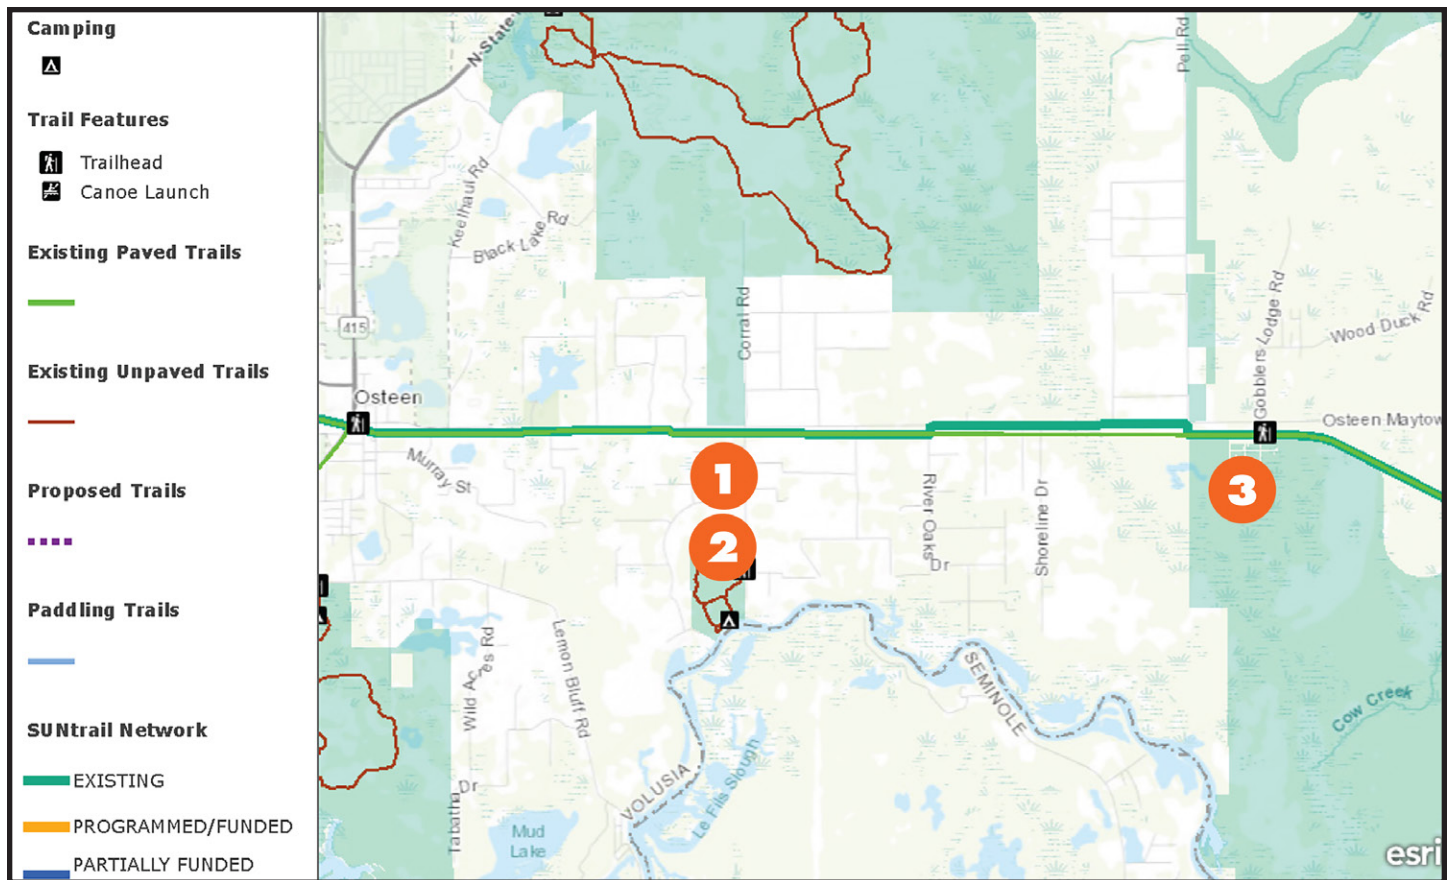 Camping
Trail Features
Trailhead
Canoe Launch
Existing Paved Trails
Existing Unpaved Trails
Proposed Trails
Paddling Trails
SUNtrail Network
EXISTING
PROGRAMMED/FUNDED
PARTIALLY FUNDED
N-State
Pell Rd
Keelhaul Rd
Black Lake Rd
415
Corral Rd
Gobblers Lodge Rd
Wood Duck Rd
Osteen
Osteen Maytow
Murray St
1
2
3
River Oaks
Dr
Shoreline Dr
Wild Acres Rd
Lemon Bluff Rd
SEMINOLE
Cow Creek
VOLUSIA
Le Fils Slough
Tabatha
Dr
Mud
Lake
esri